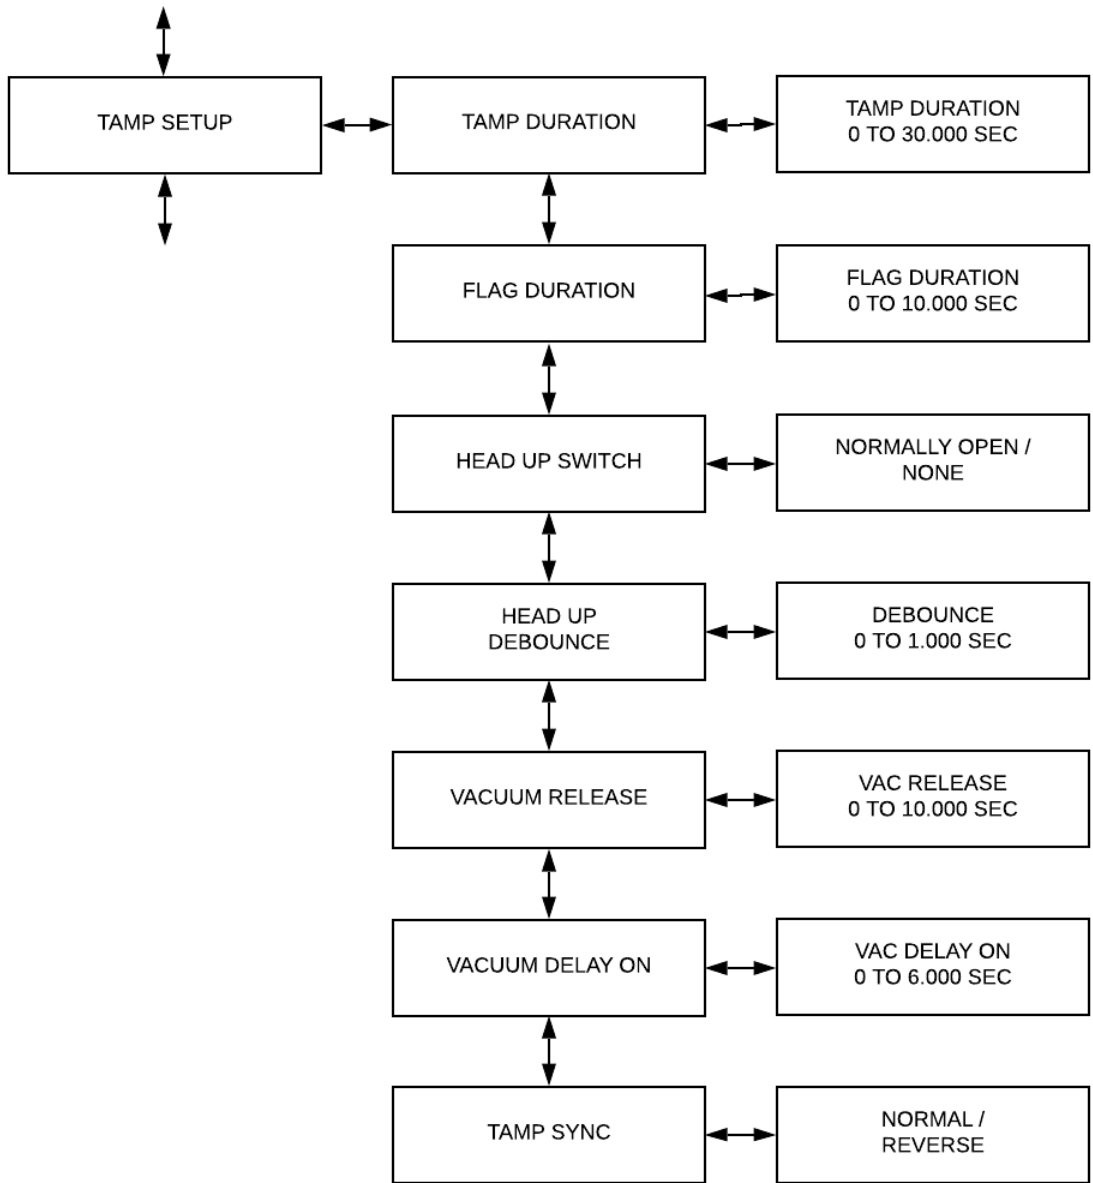 TAMP SETUP
TAMP DURATION
TAMP DURATION
0 TO 30.000 SEC
FLAG DURATION
FLAG DURATION
0 TO 10.000 SEC
HEAD UP SWITCH
NORMALLY OPEN /
NONE
HEAD UP
DEBOUNCE
DEBOUNCE
0 TO 1.000 SEC
VACUUM RELEASE
VAC RELEASE
0 TO 10.000 SEC
VACUUM DELAY ON
VAC DELAY ON
0 TO 6.000 SEC
TAMP SYNC
NORMAL /
REVERSE